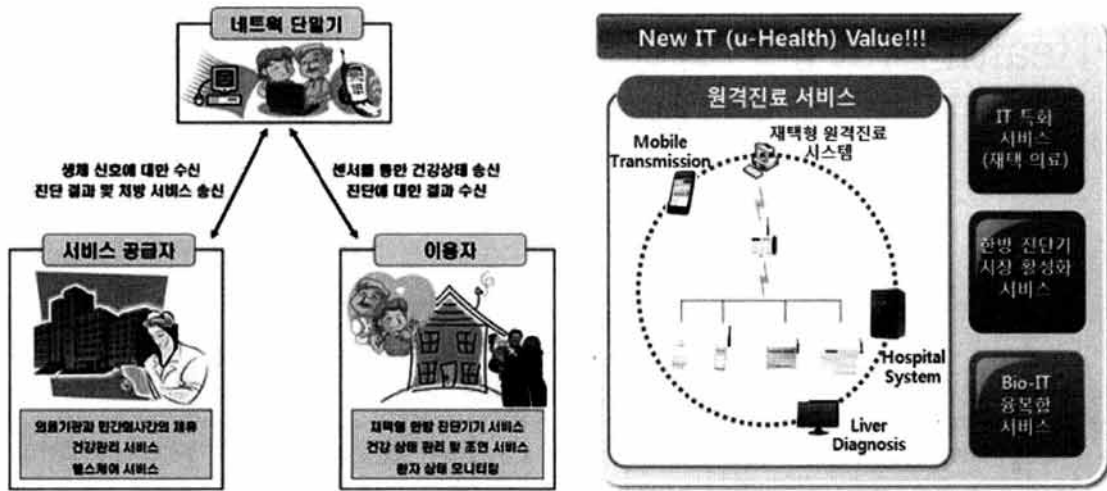 네트웍 단말기
생체 신호에 대한 수신
진단 결과 및 처방 서비스 송신
센서를 통한 건강상태 송신
진단에 대한 결과 수신
서비스 공급자
의료기관과 민간회사간의 제휴
건강관리 서비스
헬스케어 서비스
이용자
재택형 한방 진단기기 서비스
건강 상태 관리 및 조언 서비스
환자 상태 모니터링
New IT (u-Health) Value!!!
원격진료 서비스
Mobile
Transmission
재택형 원격진료
시스템
Hospital
System
Liver
Diagnosis
IT 특화
서비스
(재택 의료)
한방 진단기
시장 활성화
서비스
Bio-IT
융복합
서비스